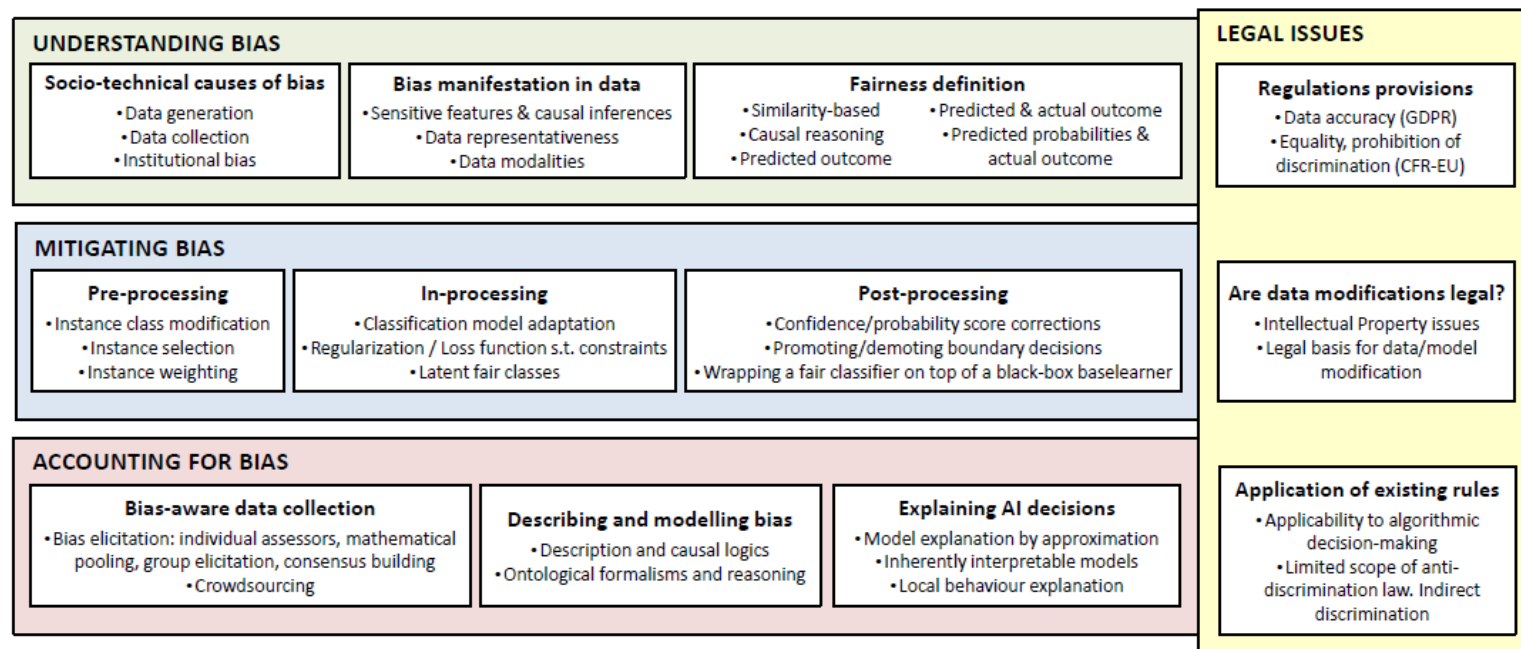 UNDERSTANDING BIAS
Socio-technical causes of bias
•Data generation
•Data collection
•Institutional bias
Bias manifestation in data
•Sensitive features & causal inferences
•Data representativeness
•Data modalities
Fairness definition
•Similarity-based
•Causal reasoning
•Predicted outcome
•Predicted & actual outcome
•Predicted probabilities &
actual outcome
MITIGATING BIAS
Pre-processing
•Instance class modification
•Instance selection
•Instance weighting
In-processing
•Classification model adaptation
•Regularization / Loss function s.t. constraints
•Latent fair classes
Post-processing
•Confidence/probability score corrections
•Promoting/demoting boundary decisions
•Wrapping a fair classifier on top of a black-box baselearner
ACCOUNTING FOR BIAS
Bias-aware data collection
•Bias elicitation: individual assessors, mathematical
pooling, group elicitation, consensus building
•Crowdsourcing
Describing and modelling bias
•Description and causal logics
•Ontological formalisms and reasoning
Explaining AI decisions
•Model explanation by approximation
•Inherently interpretable models
•Local behaviour explanation
LEGAL ISSUES
Regulations provisions
•Data accuracy (GDPR)
•Equality, prohibition of
discrimination (CFR-EU)
Are data modifications legal?
•Intellectual Property issues
•Legal basis for data/model
modification
Application of existing rules
•Applicability to algorithmic
decision-making
•Limited scope of anti-
discrimination law. Indirect
discrimination